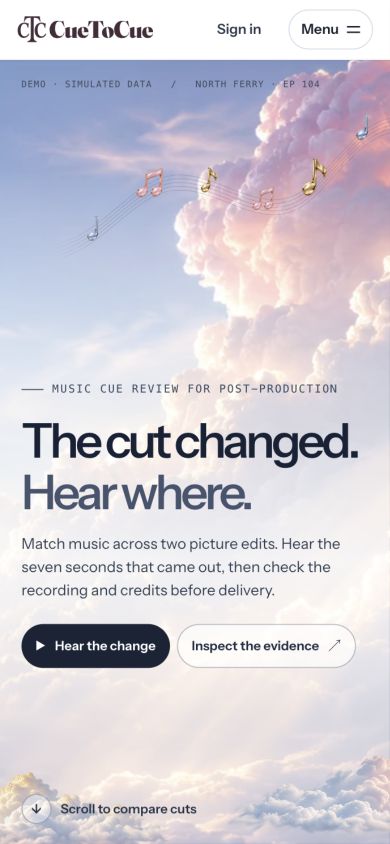 CTC CueToCue
Sign in
Menu
DEMO · SIMULATED DATA / NORTH FERRY · EP 104
MUSIC CUE REVIEW FOR POST–PRODUCTION
The cut changed.
Hear where.
Match music across two picture edits. Hear the
seven seconds that came out, then check the
recording and credits before delivery.
Hear the change
Inspect the evidence
Scroll to compare cuts